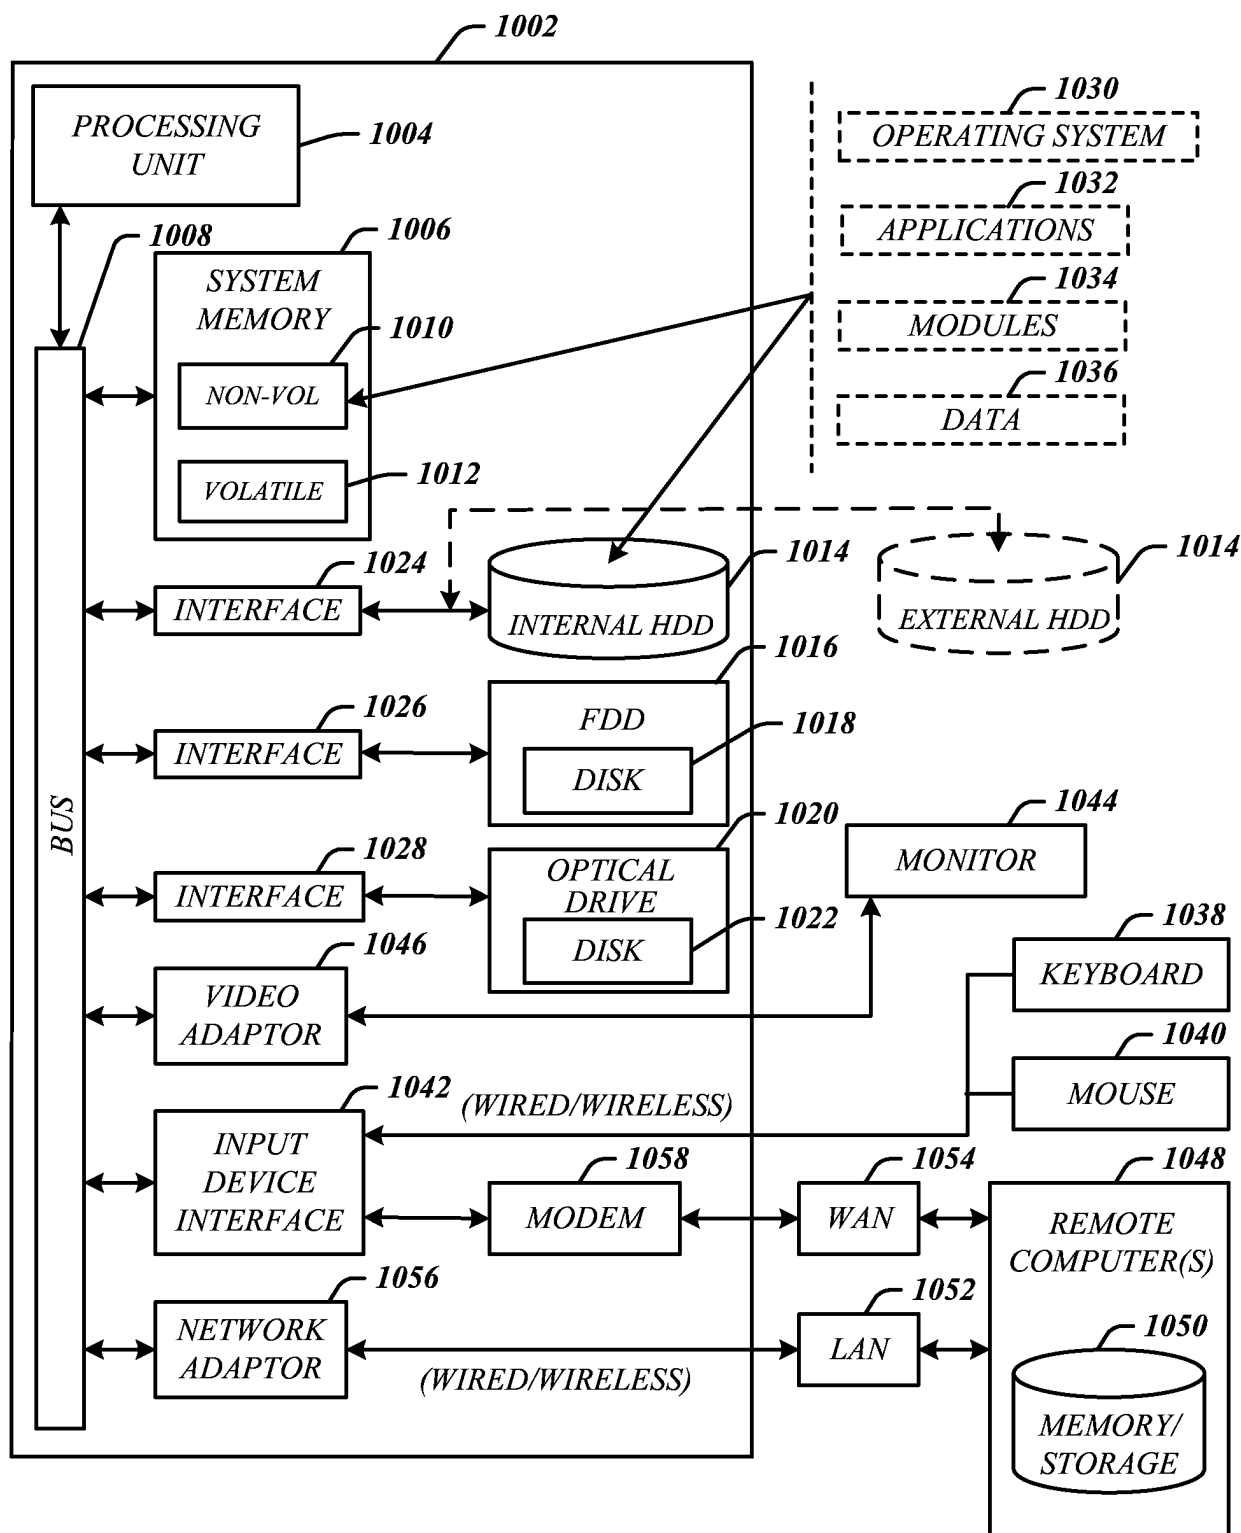 1002
PROCESSING
UNIT
1004
1030
OPERATING SYSTEM
1032
APPLICATIONS
1034
MODULES
1036
DATA
1008
1006
SYSTEM
MEMORY
1010
NON-VOL
1012
VOLATILE
BUS
1024
INTERFACE
1014
INTERNAL HDD
1014
EXTERNAL HDD
1026
INTERFACE
1016
FDD
1018
DISK
1028
INTERFACE
1020
OPTICAL
DRIVE
1022
DISK
1044
MONITOR
1046
VIDEO
ADAPTOR
1038
KEYBOARD
1040
MOUSE
1042
INPUT
DEVICE
INTERFACE
(WIRED/WIRELESS)
1058
MODEM
1054
WAN
1048
REMOTE
COMPUTER(S)
1056
NETWORK
ADAPTOR
(WIRED/WIRELESS)
1052
LAN
1050
MEMORY/
STORAGE